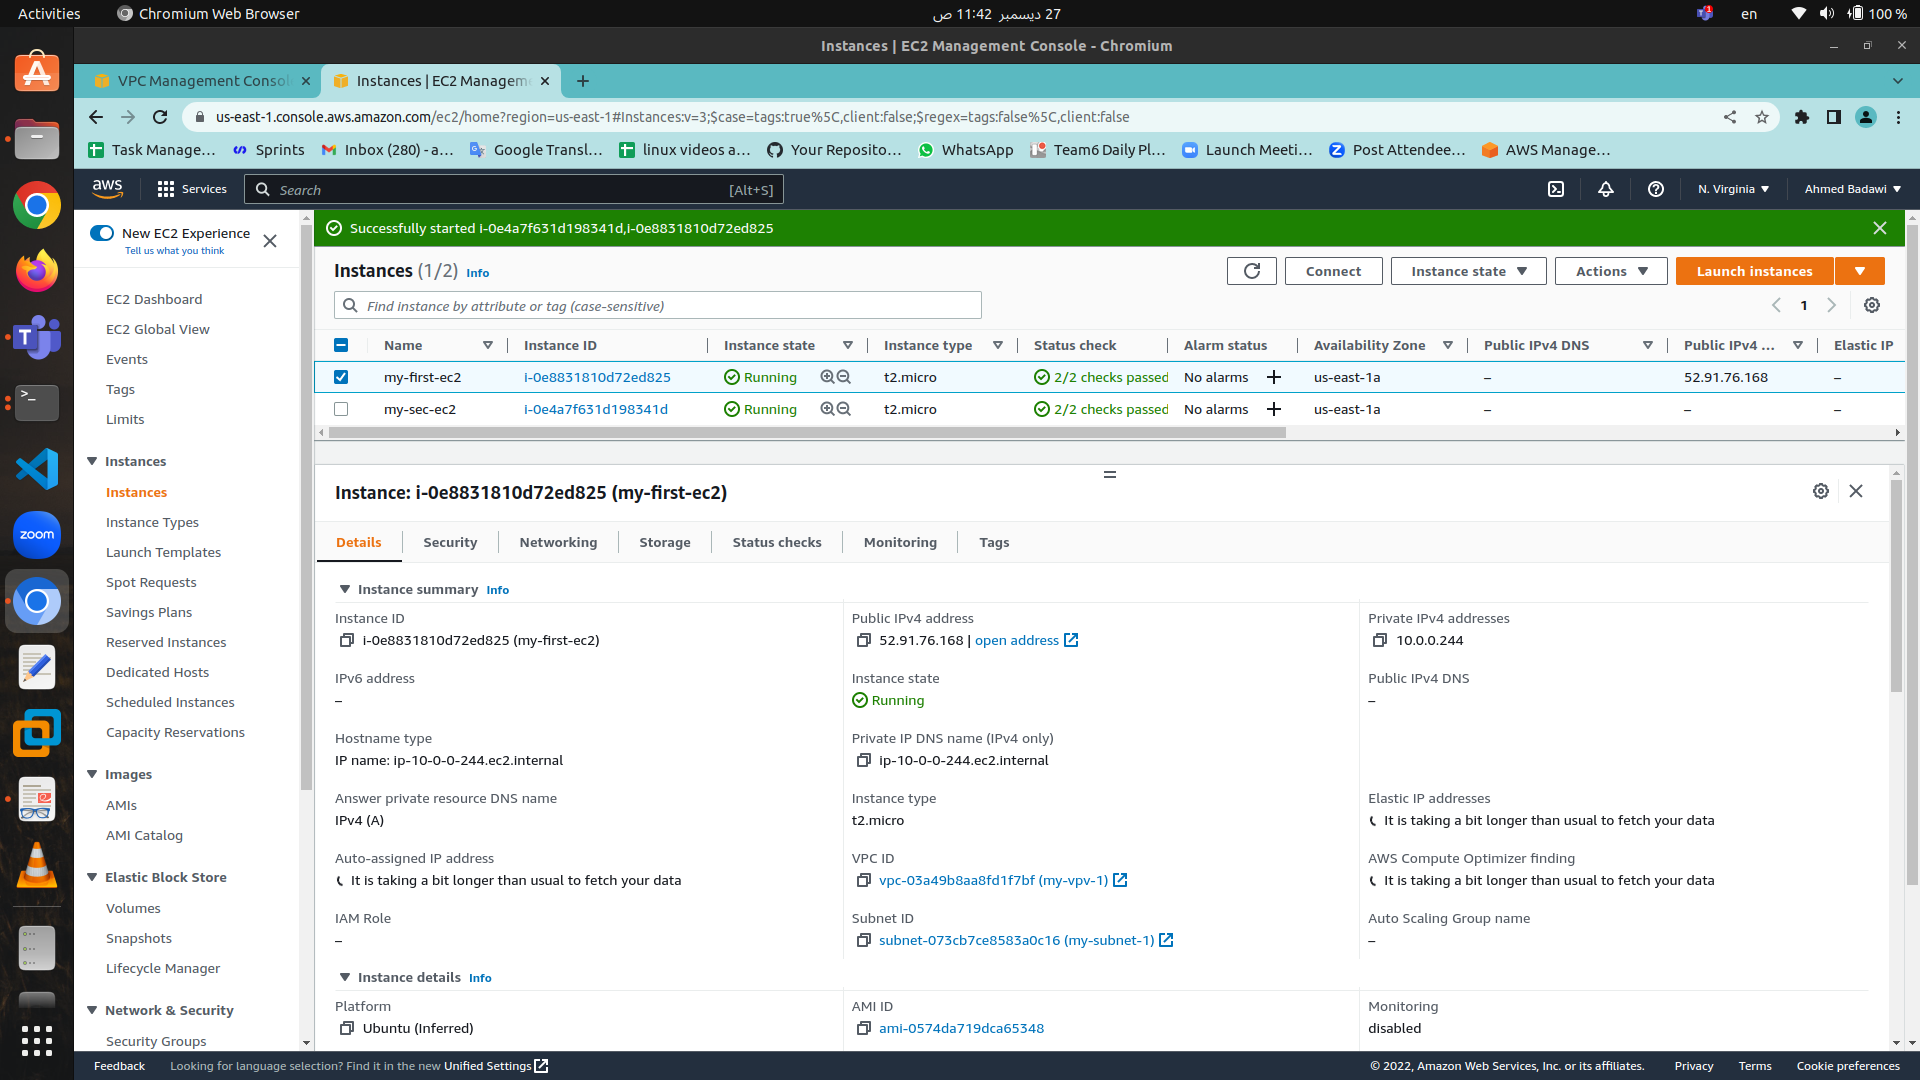 Activities
Chromium Web Browser
27 ديسمبر 11:42 ص
en
100 %
Instances | EC2 Management Console - Chromium
VPC Management Consol
Instances | EC2 Managem
us-east-1.console.aws.amazon.com/ec2/home?region=us-east-1#Instances:v=3;$case=tags:true%5C,client:false;$regex=tags:false%5C,client:false
Task Manage...
Sprints
Inbox (280) - a...
Google Transl...
linux videos a...
Your Reposito...
WhatsApp
Team6 Daily Pl...
Launch Meeti...
Post Attendee...
AWS Manage...
aws
Services
Search
[Alt+S]
N. Virginia
Ahmed Badawi
New EC2 Experience
Tell us what you think
EC2 Dashboard
EC2 Global View
Events
Tags
Limits
Instances
Instances
Instance Types
Launch Templates
Spot Requests
Savings Plans
Reserved Instances
Dedicated Hosts
Scheduled Instances
Capacity Reservations
Images
AMIs
AMI Catalog
Elastic Block Store
Volumes
Snapshots
Lifecycle Manager
Network & Security
Security Groups
zoom
Successfully started i-0e4a7f631d198341d,i-0e8831810d72ed825
Instances (1/2) Info
Connect
Instance state
Actions
Launch instances
Find instance by attribute or tag (case-sensitive)
1
Name
Instance ID
Instance state
Instance type
Status check
Alarm status
Availability Zone
Public IPv4 DNS
Public IPv4 ...
Elastic IP
my-first-ec2
i-0e8831810d72ed825
Running
t2.micro
2/2 checks passed
No alarms
us-east-1a
–
52.91.76.168
–
my-sec-ec2
i-0e4a7f631d198341d
Running
t2.micro
2/2 checks passed
No alarms
us-east-1a
–
–
–
Instance: i-0e8831810d72ed825 (my-first-ec2)
Details
Security
Networking
Storage
Status checks
Monitoring
Tags
Instance summary Info
Instance ID
i-0e8831810d72ed825 (my-first-ec2)
Public IPv4 address
52.91.76.168 | open address
Private IPv4 addresses
10.0.0.244
IPv6 address
–
Instance state
Running
Public IPv4 DNS
–
Hostname type
IP name: ip-10-0-0-244.ec2.internal
Private IP DNS name (IPv4 only)
ip-10-0-0-244.ec2.internal
Answer private resource DNS name
IPv4 (A)
Instance type
t2.micro
Elastic IP addresses
It is taking a bit longer than usual to fetch your data
Auto-assigned IP address
It is taking a bit longer than usual to fetch your data
VPC ID
vpc-03a49b8aa8fd1f7bf (my-vpv-1)
AWS Compute Optimizer finding
It is taking a bit longer than usual to fetch your data
IAM Role
–
Subnet ID
subnet-073cb7ce8583a0c16 (my-subnet-1)
Auto Scaling Group name
–
Instance details Info
Platform
Ubuntu (Inferred)
AMI ID
ami-0574da719dca65348
Monitoring
disabled
Feedback
Looking for language selection? Find it in the new Unified Settings
© 2022, Amazon Web Services, Inc. or its affiliates.
Privacy
Terms
Cookie preferences